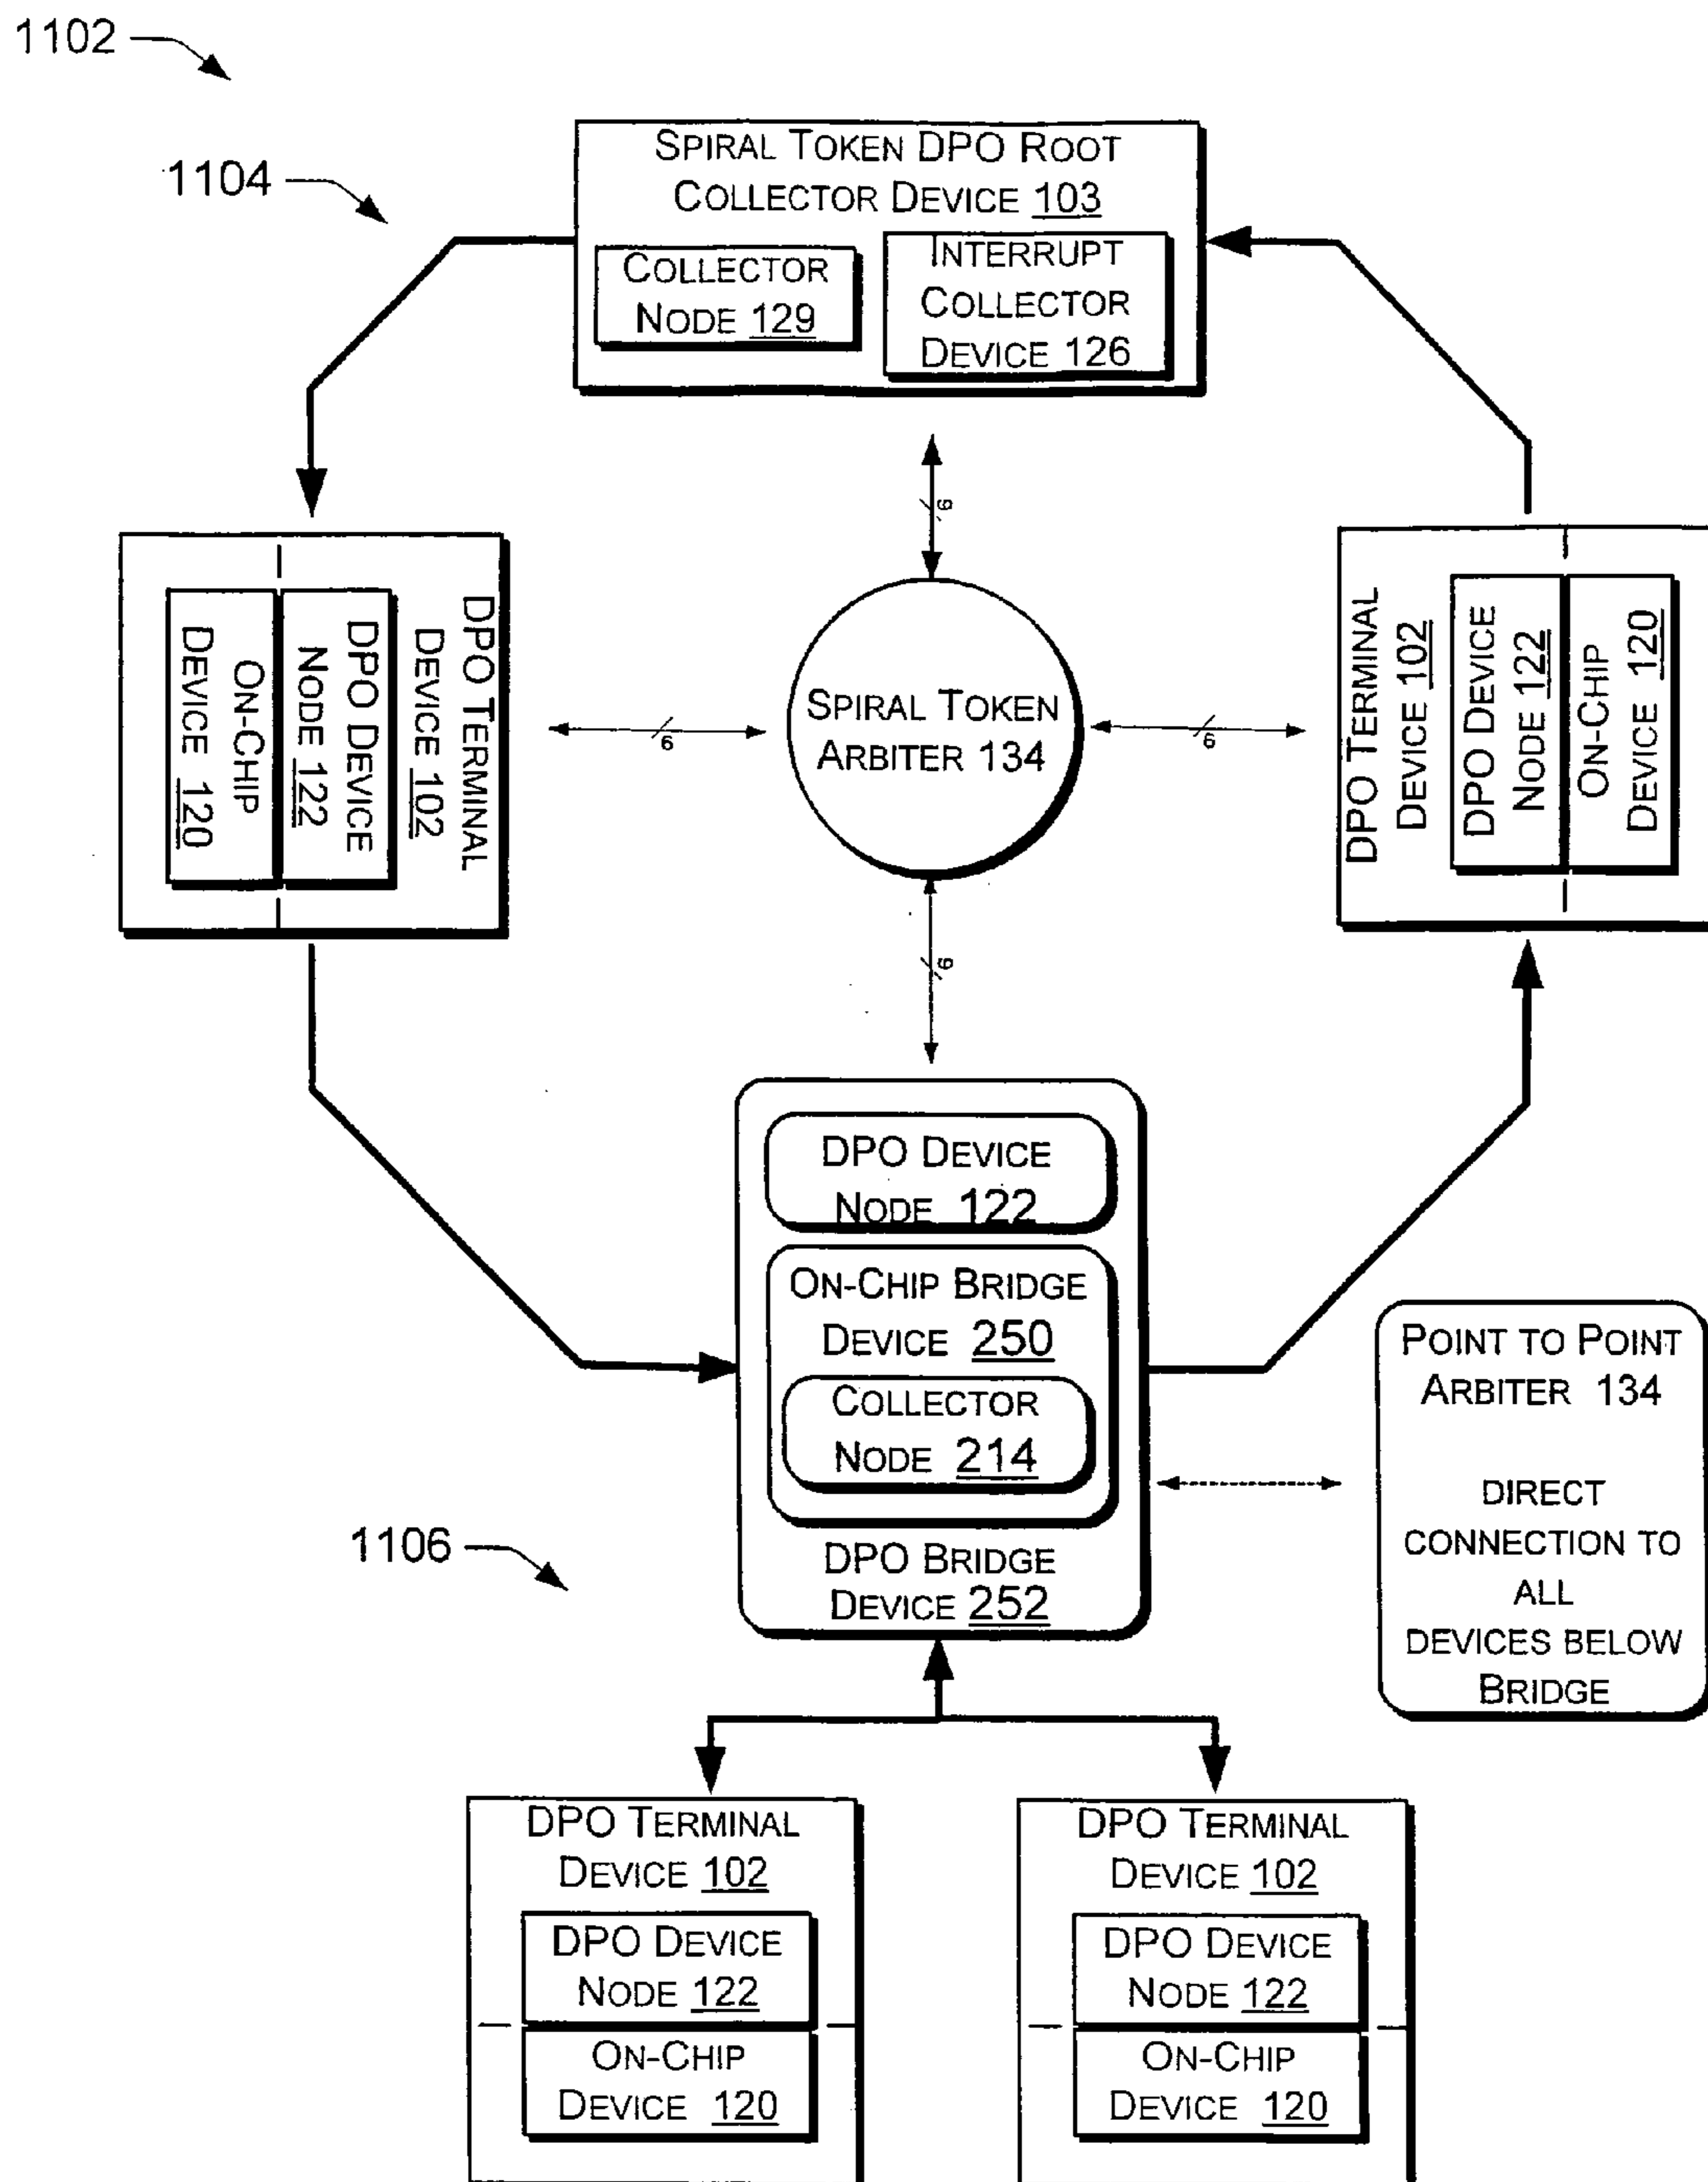 1102
1104
SPIRAL TOKEN DPO ROOT
COLLECTOR DEVICE 103
COLLECTOR
NODE 129
INTERRUPT
COLLECTOR
DEVICE 126
6
DPO TERMINAL
DEVICE 102
DPO DEVICE
NODE 122
ON-CHIP
DEVICE 120
6
SPIRAL TOKEN
ARBITER 134
6
DPO TERMINAL
DEVICE 102
DPO DEVICE
NODE 122
ON-CHIP
DEVICE 120
6
DPO DEVICE
NODE 122
ON-CHIP BRIDGE
DEVICE 250
COLLECTOR
NODE 214
DPO BRIDGE
DEVICE 252
POINT TO POINT
ARBITER 134
DIRECT
CONNECTION TO
ALL
DEVICES BELOW
BRIDGE
1106
DPO TERMINAL
DEVICE 102
DPO DEVICE
NODE 122
ON-CHIP
DEVICE 120
DPO TERMINAL
DEVICE 102
DPO DEVICE
NODE 122
ON-CHIP
DEVICE 120